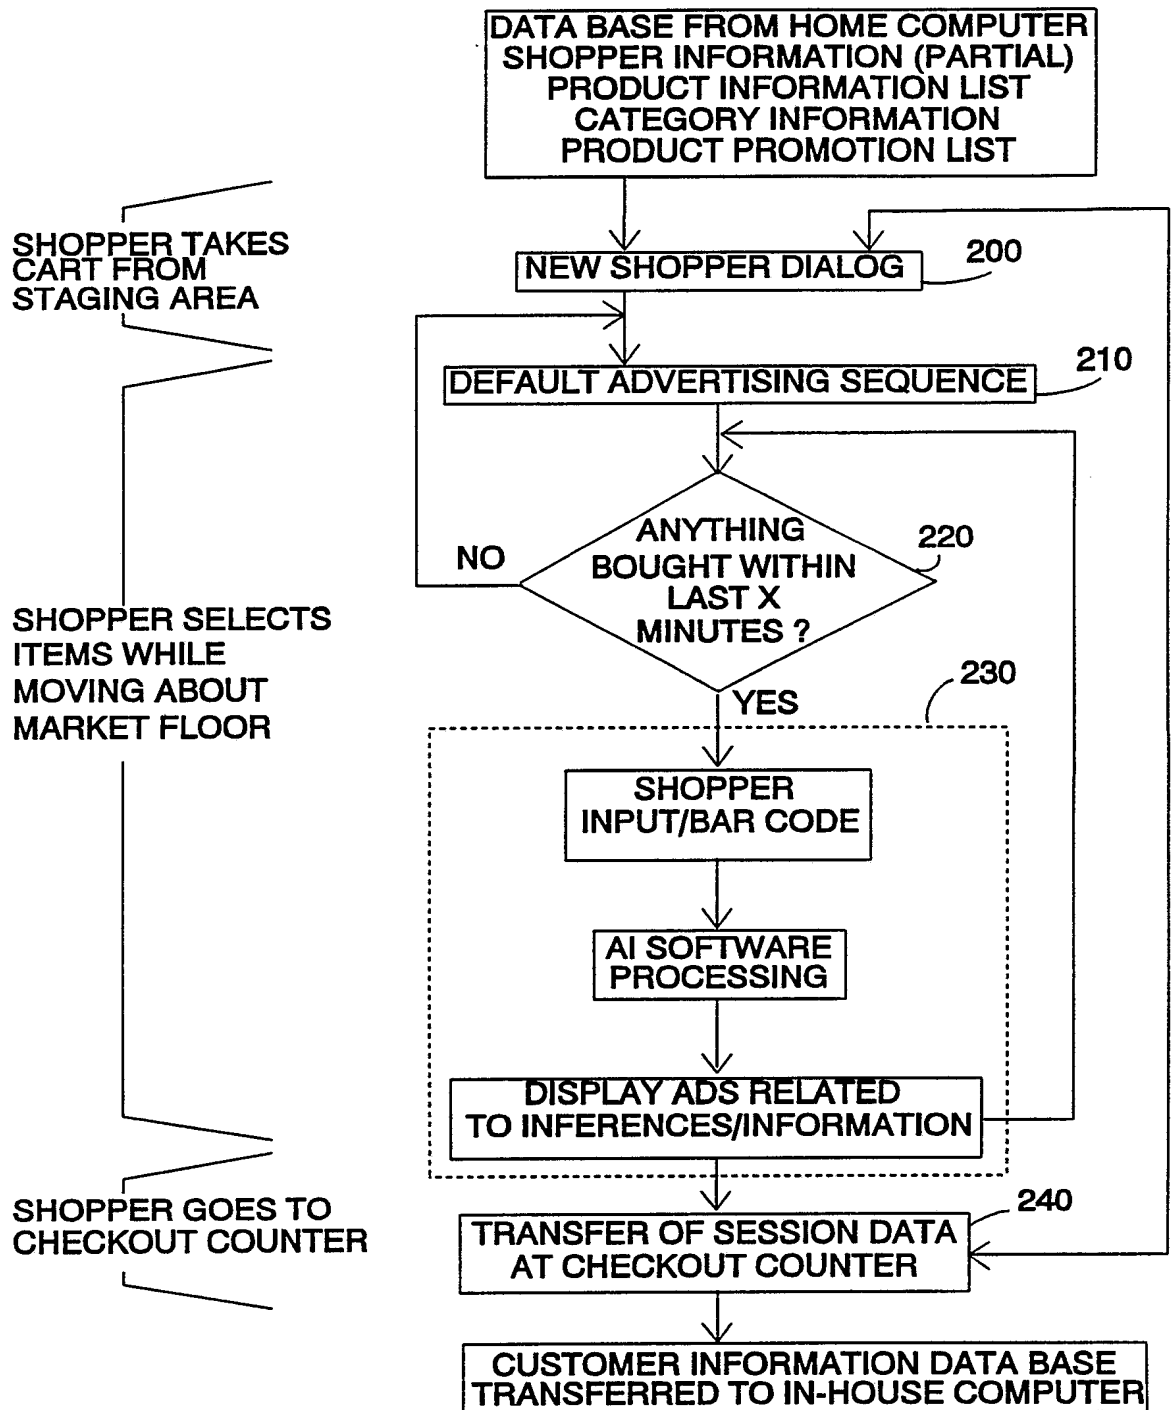 DATA BASE FROM HOME COMPUTER
SHOPPER INFORMATION (PARTIAL)
PRODUCT INFORMATION LIST
CATEGORY INFORMATION
PRODUCT PROMOTION LIST
SHOPPER TAKES
CART FROM
STAGING AREA
NEW SHOPPER DIALOG
200
DEFAULT ADVERTISING SEQUENCE
210
ANYTHING
BOUGHT WITHIN
LAST X
MINUTES ?
220
NO
YES
SHOPPER SELECTS
ITEMS WHILE
MOVING ABOUT
MARKET FLOOR
230
SHOPPER
INPUT/BAR CODE
AI SOFTWARE
PROCESSING
DISPLAY ADS RELATED
TO INFERENCES/INFORMATION
SHOPPER GOES TO
CHECKOUT COUNTER
240
TRANSFER OF SESSION DATA
AT CHECKOUT COUNTER
CUSTOMER INFORMATION DATA BASE
TRANSFERRED TO IN-HOUSE COMPUTER